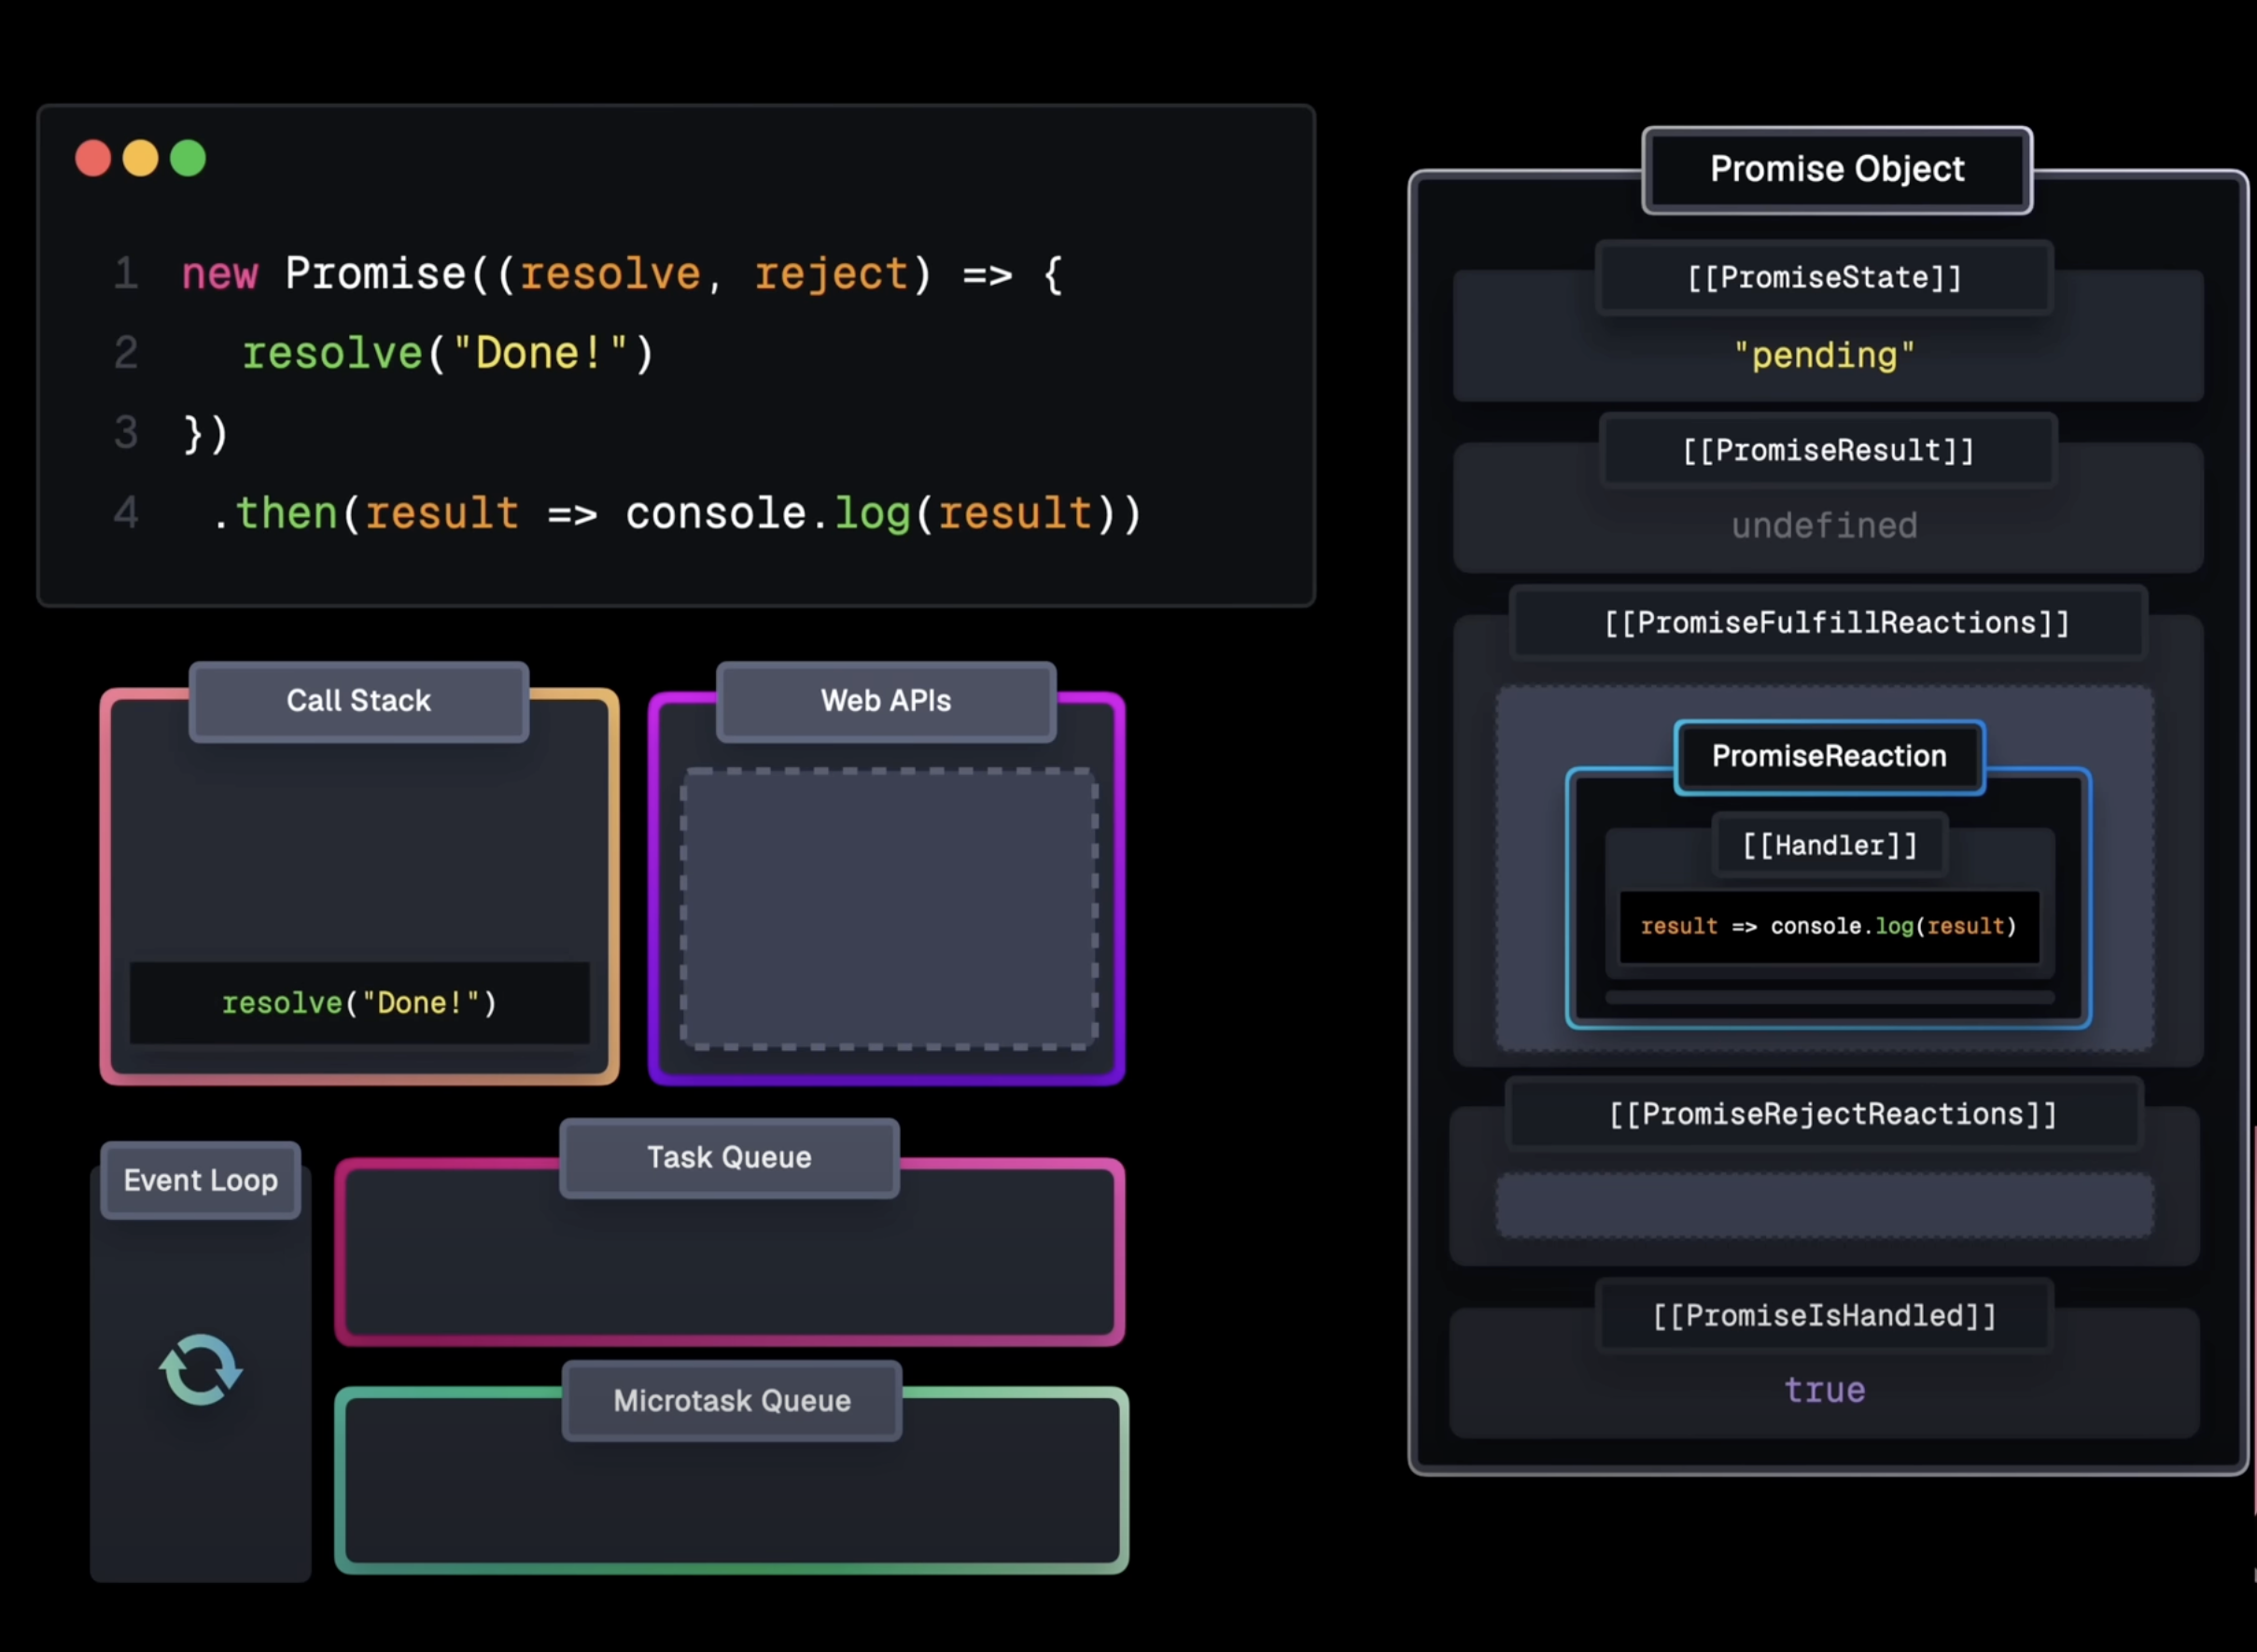 1 new Promise((resolve, reject) => {
2 resolve("Done!")
3 })
4 .then(result => console.log(result))
Call Stack
resolve("Done!")
Web APIs
Event Loop
Task Queue
Microtask Queue
Promise Object
[[PromiseState]]
"pending"
[[PromiseResult]]
undefined
[[PromiseFulfillReactions]]
PromiseReaction
[[Handler]]
result => console.log(result)
[[PromiseRejectReactions]]
[[PromiseIsHandled]]
true